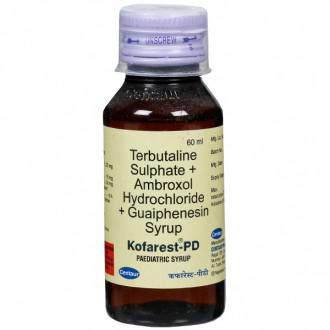 UNSCREW
60 ml
Terbutaline
Sulphate +
Ambroxol
Hydrochloride
+ Guaiphenesin
Syrup
Kofarest®-PD
PAEDIATRIC SYRUP
Centaur
कफारेस्ट-पीडी